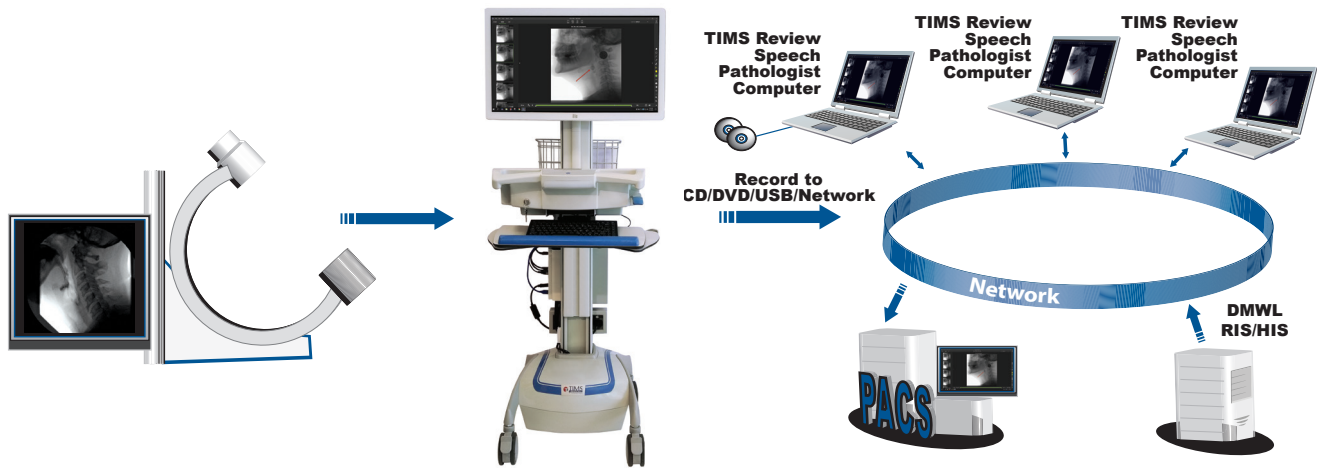 TIMS Review
Speech
Pathologist
Computer
TIMS Review
Speech
Pathologist
Computer
TIMS Review
Speech
Pathologist
Computer
Record to
CD/DVD/USB/Network
Network
DMWL
RIS/HIS
PACS
TIMS